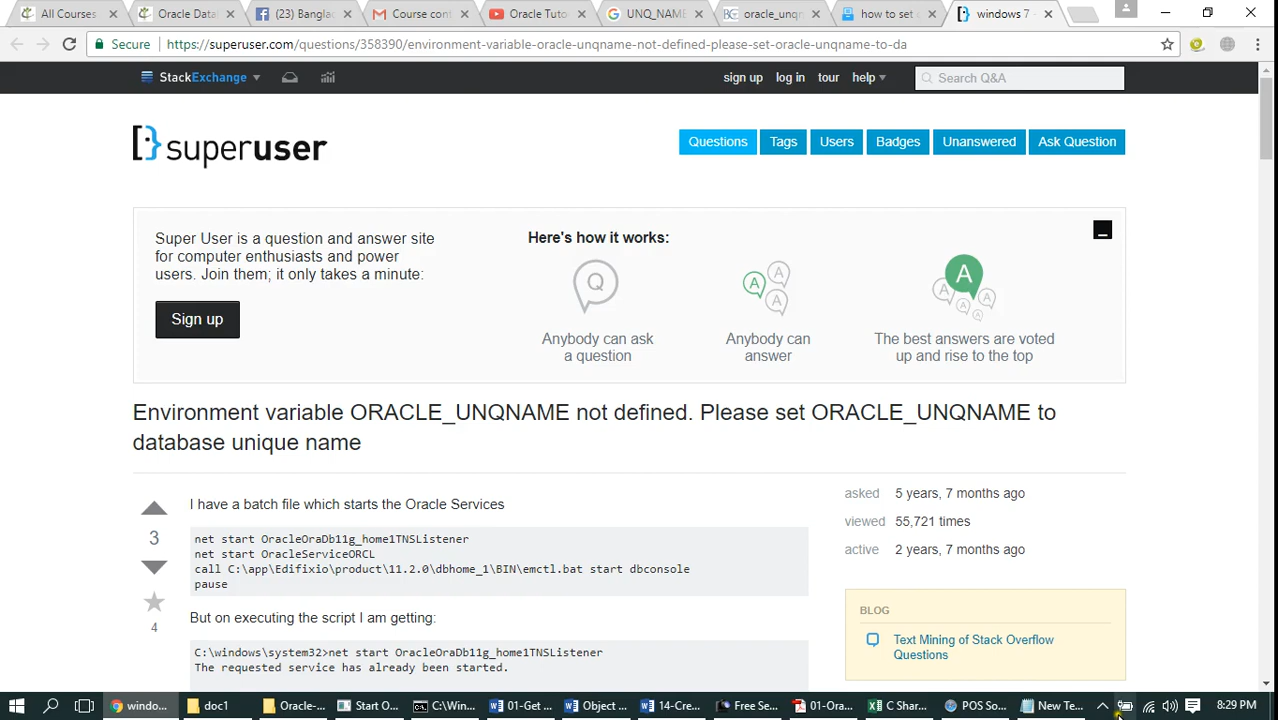 All Courses
Oracle Data
(23) Bangla
Course con
Oracle Tuto
UNQ_NAME
oracle_unq
how to set
windows 7
Secure
https://superuser.com/questions/358390/environment-variable-oracle-unqname-not-defined-please-set-oracle-unqname-to-da
StackExchange
sign up
log in
tour
help
Search Q&A
superuser
Questions
Tags
Users
Badges
Unanswered
Ask Question
Super User is a question and answer site
for computer enthusiasts and power
users. Join them; it only takes a minute:
Sign up
Here's how it works:
Q
Anybody can ask
a question
A
A
A
Anybody can
answer
A
A
A
A
A
The best answers are voted
up and rise to the top
Environment variable ORACLE_UNQNAME not defined. Please set ORACLE_UNQNAME to
database unique name
3
4
I have a batch file which starts the Oracle Services
net start OracleOraDb11g_home1TNSListener
net start OracleServiceORCL
call C:\app\Edifixio\product\11.2.0\dbhome_1\BIN\emctl.bat start dbconsole
pause
But on executing the script I am getting:
C:\windows\system32>net start OracleOraDb11g_home1TNSListener
The requested service has already been started.
asked 5 years, 7 months ago
viewed 55,721 times
active 2 years, 7 months ago
BLOG
Text Mining of Stack Overflow
Questions
windo...
doc1
Oracle-...
Start O...
C:\Win...
01-Get ...
Object ...
14-Cre...
Free Se...
01-Ora...
C Shar...
POS So...
New Te...
8:29 PM